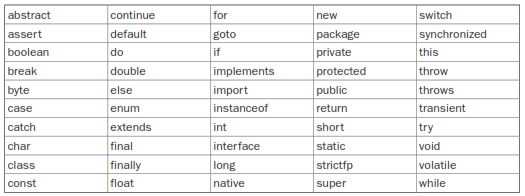 abstract continue for new switch
assert default goto package synchronized
boolean do if private this
break double implements protected throw
byte else import public throws
case enum instanceof return transient
catch extends int short try
char final interface static void
class finally long strictfp volatile
const float native super while